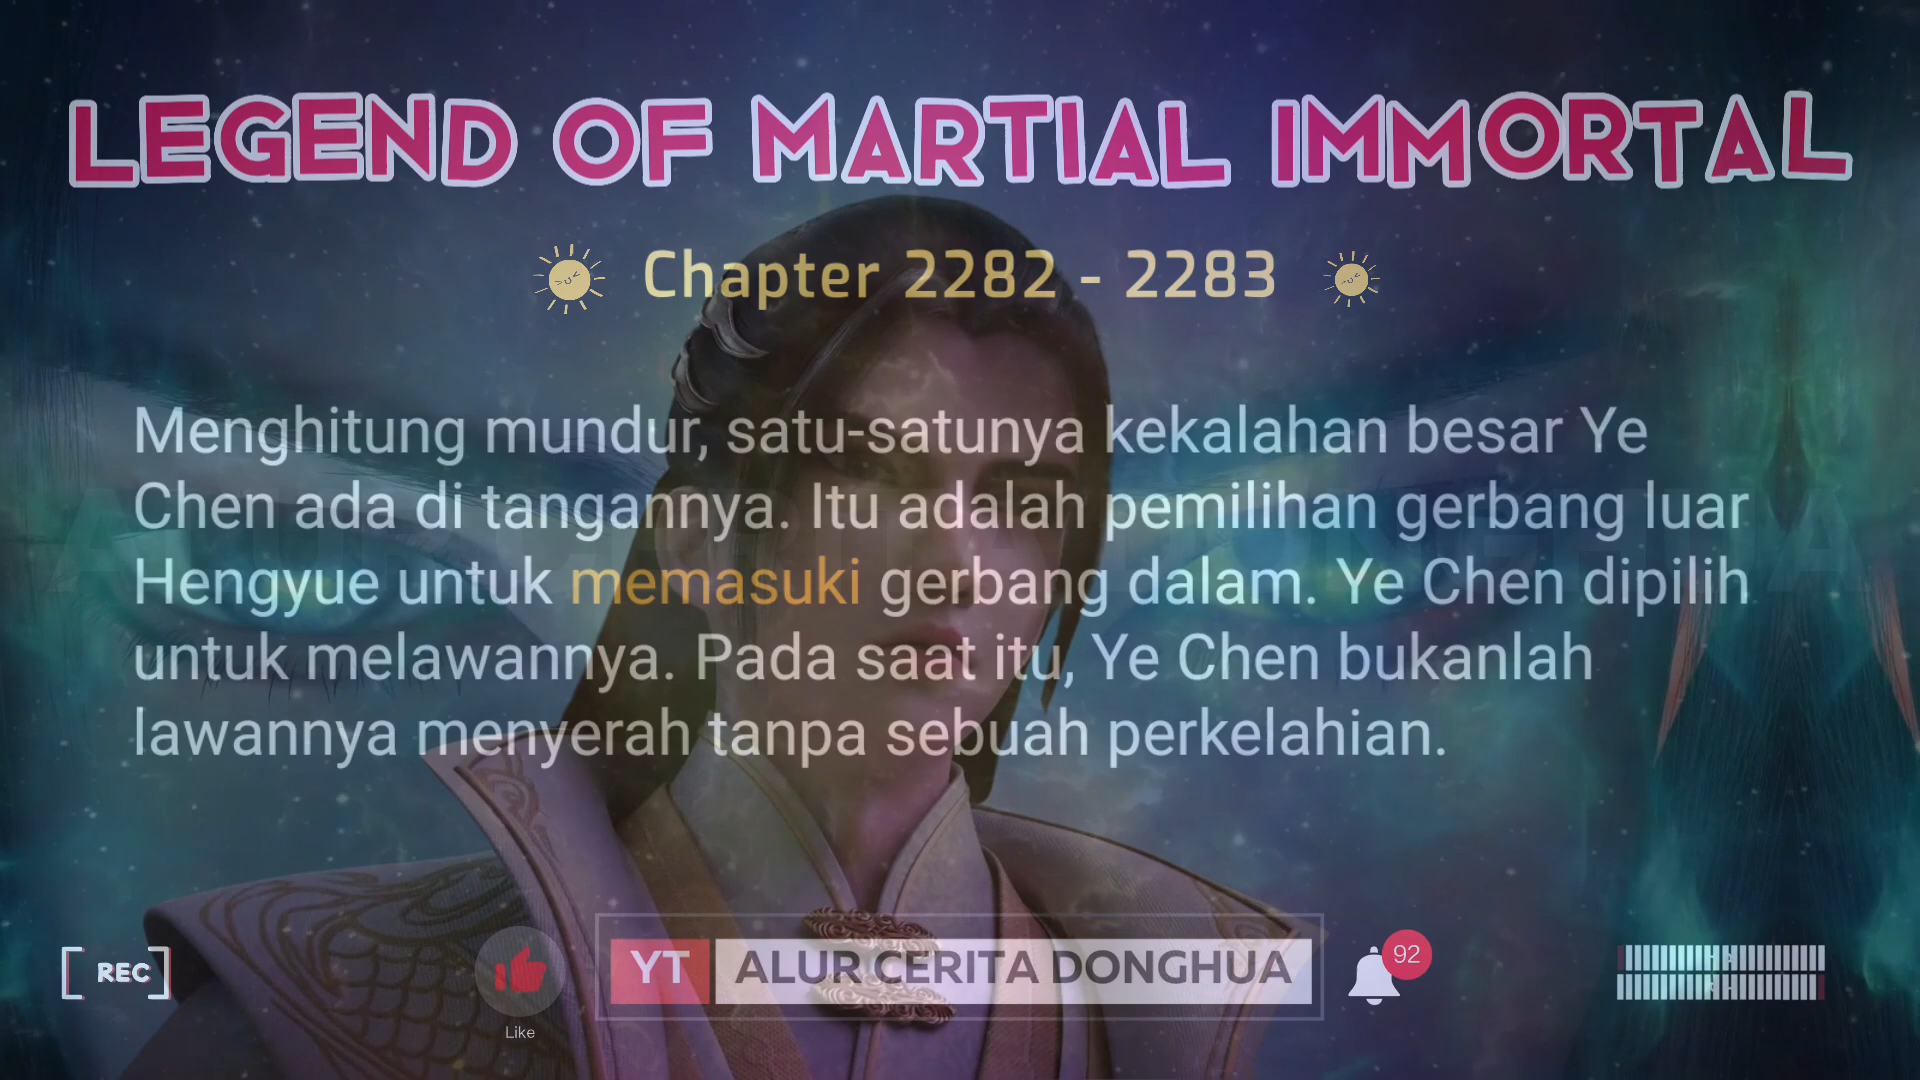 LEGEND OF MARTIAL IMMORTAL
Chapter 2282 - 2283
Menghitung mundur, satu-satunya kekalahan besar Ye
Chen ada di tangannya. Itu adalah pemilihan gerbang luar
Hengyue untuk memasuki gerbang dalam. Ye Chen dipilih
untuk melawannya. Pada saat itu, Ye Chen bukanlah
lawannya menyerah tanpa sebuah perkelahian.
REC
Like
YT ALUR CERITA DONGHUA
92